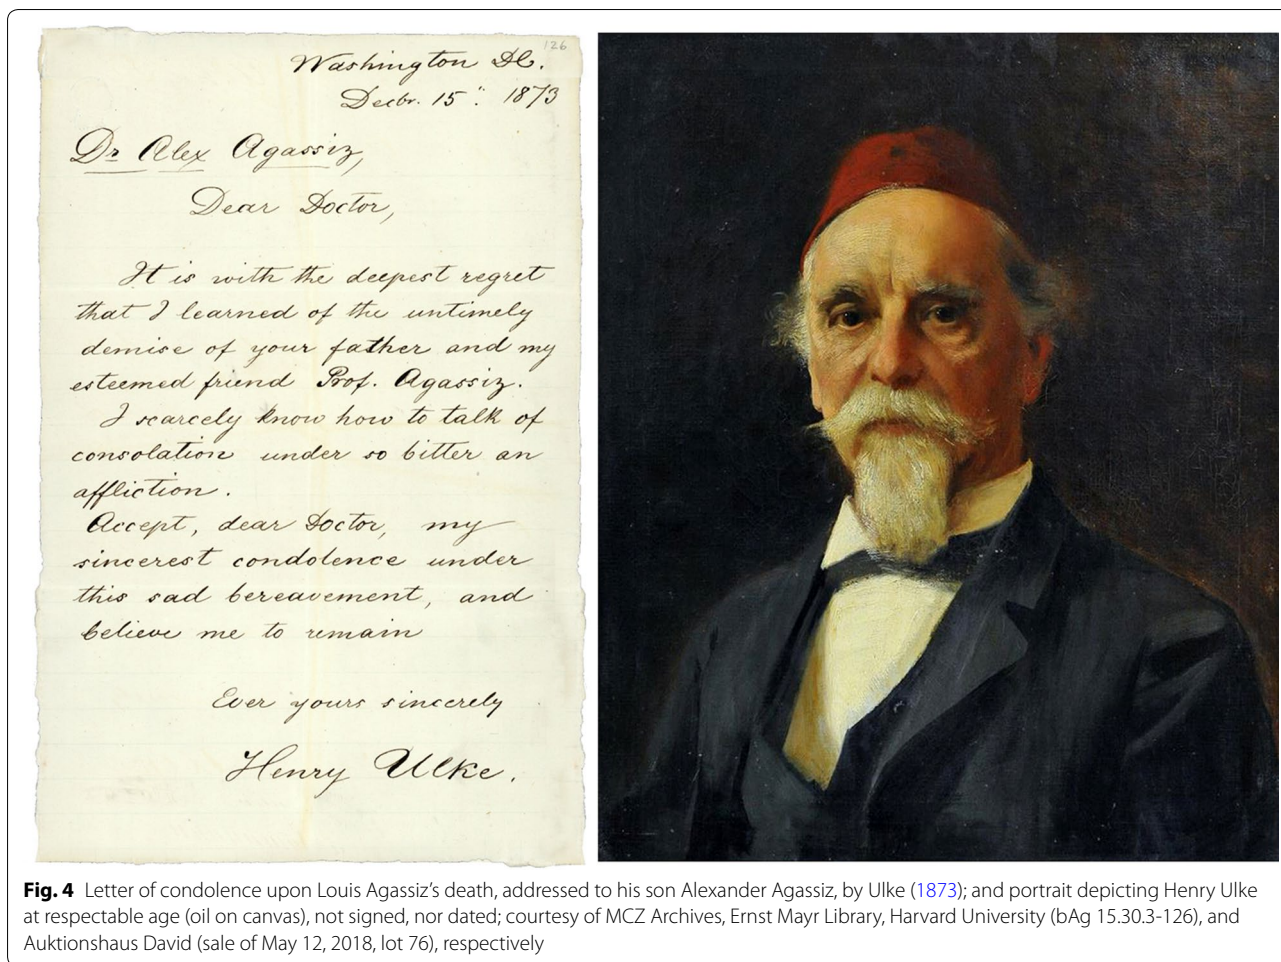 126
Washington DC.
Decbr. 15". 1873
Dr Alex Agassiz,
Dear Doctor,
It is with the deepest regret
that I learned of the untimely
demise of your father and my
esteemed friend Prof. Agassiz.
I scarcely know how to talk of
consolation under so bitter an
affliction.
Accept, dear Doctor, my
sincerest condolence under
this sad bereavement, and
believe me to remain
Ever yours sincerely
Henry Ulke.
Fig. 4 Letter of condolence upon Louis Agassiz's death, addressed to his son Alexander Agassiz, by Ulke (1873); and portrait depicting Henry Ulke
at respectable age (oil on canvas), not signed, nor dated; courtesy of MCZ Archives, Ernst Mayr Library, Harvard University (bAg 15.30.3-126), and
Auktionshaus David (sale of May 12, 2018, lot 76), respectively